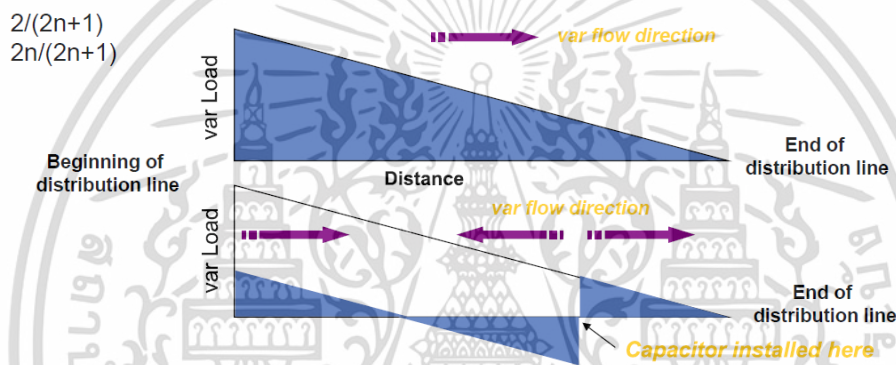 2/(2n+1)
2n/(2n+1)
var flow direction
var Load
Beginning of
distribution line
End of
distribution line
Distance
var flow direction
var Load
End of
distribution line
Capacitor installed here